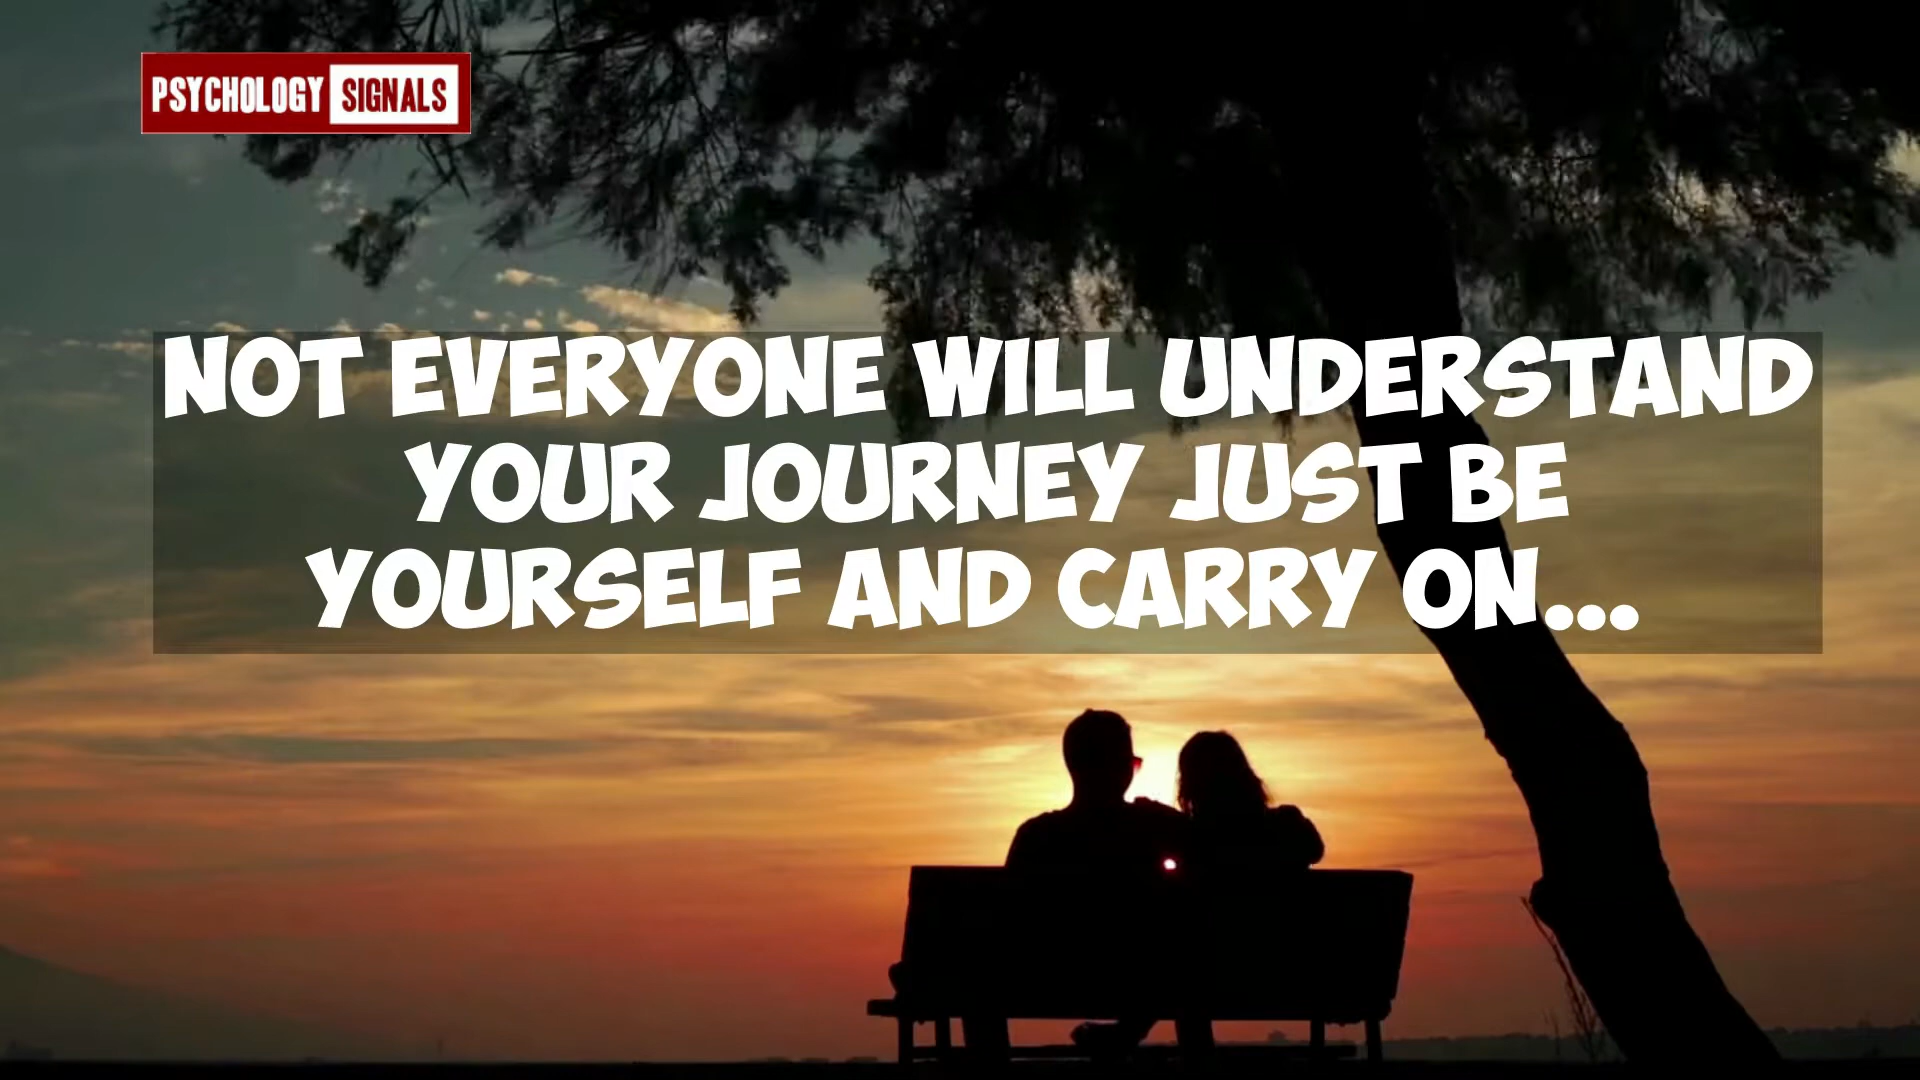 PSYCHOLOGY SIGNALS
NOT EVERYONE WILL UNDERSTAND
YOUR JOURNEY JUST BE
YOURSELF AND CARRY ON...